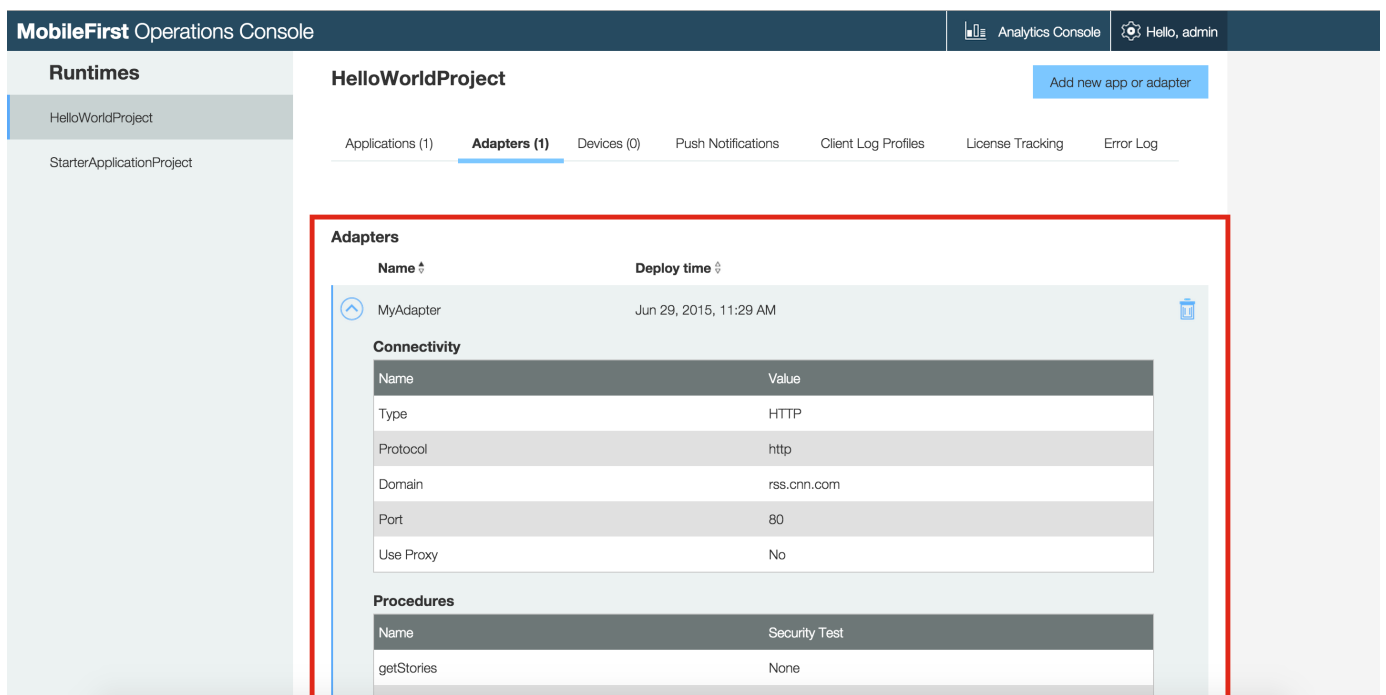 MobileFirst Operations Console
Analytics Console
Hello, admin
Runtimes
HelloWorldProject
StarterApplicationProject
HelloWorldProject
Add new app or adapter
Applications (1) Adapters (1) Devices (0) Push Notifications Client Log Profiles License Tracking Error Log
Adapters
Name Deploy time
MyAdapter Jun 29, 2015, 11:29 AM
Connectivity
Name Value
Type HTTP
Protocol http
Domain rss.cnn.com
Port 80
Use Proxy No
Procedures
Name Security Test
getStories None